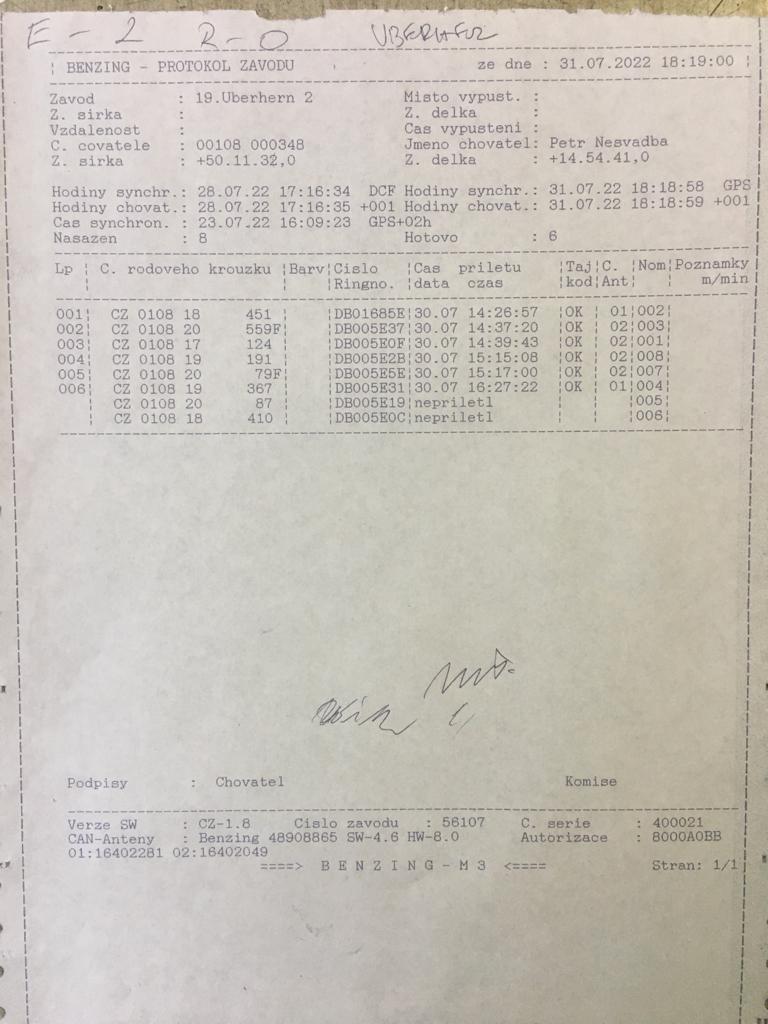 E - 2 R - 0
¦ BENZING - PROTOKOL ZAVODU ze dne : 31.07.2022 18:19:00 ¦
Zavod : 19.Uberhern 2 Misto vypust. :
Z. sirka : Z. delka :
Vzdalenost : Cas vypusteni :
C. covatele : 00108 000348 Jmeno chovatel: Petr Nesvadba
Z. sirka : +50.11.32,0 Z. delka : +14.54.41,0
Hodiny synchr.: 28.07.22 17:16:34 DCF Hodiny synchr.: 31.07.22 18:18:58 GPS
Hodiny chovat.: 28.07.22 17:16:35 +001 Hodiny chovat.: 31.07.22 18:18:59 +001
Cas synchron. : 23.07.22 16:09:23 GPS+02h
Nasazen : 8 Hotovo : 6
Lp ¦ C. rodoveho krouzku ¦Barv¦Cislo ¦Cas priletu ¦Taj¦C. ¦Nom¦Poznamky
¦ ¦ ¦Ringno. ¦data czas ¦kod¦Ant¦ ¦ m/min
001¦ CZ 0108 18 451 ¦ ¦DB01685E¦30.07 14:26:57 ¦OK ¦ 01¦002¦
002¦ CZ 0108 20 559F¦ ¦DB005E37¦30.07 14:37:20 ¦OK ¦ 02¦003¦
003¦ CZ 0108 17 124 ¦ ¦DB005E0F¦30.07 14:39:43 ¦OK ¦ 02¦001¦
004¦ CZ 0108 19 191 ¦ ¦DB005E2B¦30.07 15:15:08 ¦OK ¦ 02¦008¦
005¦ CZ 0108 20 79F¦ ¦DB005E5E¦30.07 15:17:00 ¦OK ¦ 02¦007¦
006¦ CZ 0108 19 367 ¦ ¦DB005E31¦30.07 16:27:22 ¦OK ¦ 01¦004¦
¦ CZ 0108 20 87 ¦ ¦DB005E19¦nepriletl ¦ ¦ ¦005¦
¦ CZ 0108 18 410 ¦ ¦DB005E0C¦nepriletl ¦ ¦ ¦006¦
Podpisy : Chovatel Komise
Verze SW : CZ-1.8 Cislo zavodu : 56107 C. serie : 400021
CAN-Anteny : Benzing 48908865 SW-4.6 HW-8.0 Autorizace : 8000A0BB
01:16402281 02:16402049
====> B E N Z I N G - M 3 <==== Stran: 1/1